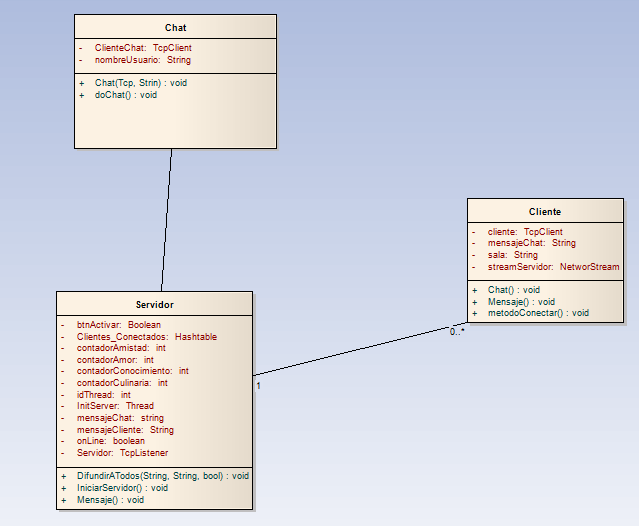 Chat
- ClienteChat: TcpClient
- nombreUsuario: String
+ Chat(Tcp, Strin) : void
+ doChat() : void
Cliente
- cliente: TcpClient
- mensajeChat: String
- sala: String
- streamServidor: NetworStream
+ Chat() : void
+ Mensaje() : void
+ metodoConectar() : void
0..*
1
Servidor
- btnActivar: Boolean
- Clientes_Conectados: Hashtable
- contadorAmistad: int
- contadorAmor: int
- contadorConocimiento: int
- contadorCulinaria: int
- idThread: int
- InitServer: Thread
- mensajeChat: string
- mensajeCliente: String
- onLine: boolean
- Servidor: TcpListener
+ DifundirATodos(String, String, bool) : void
+ IniciarServidor() : void
+ Mensaje() : void